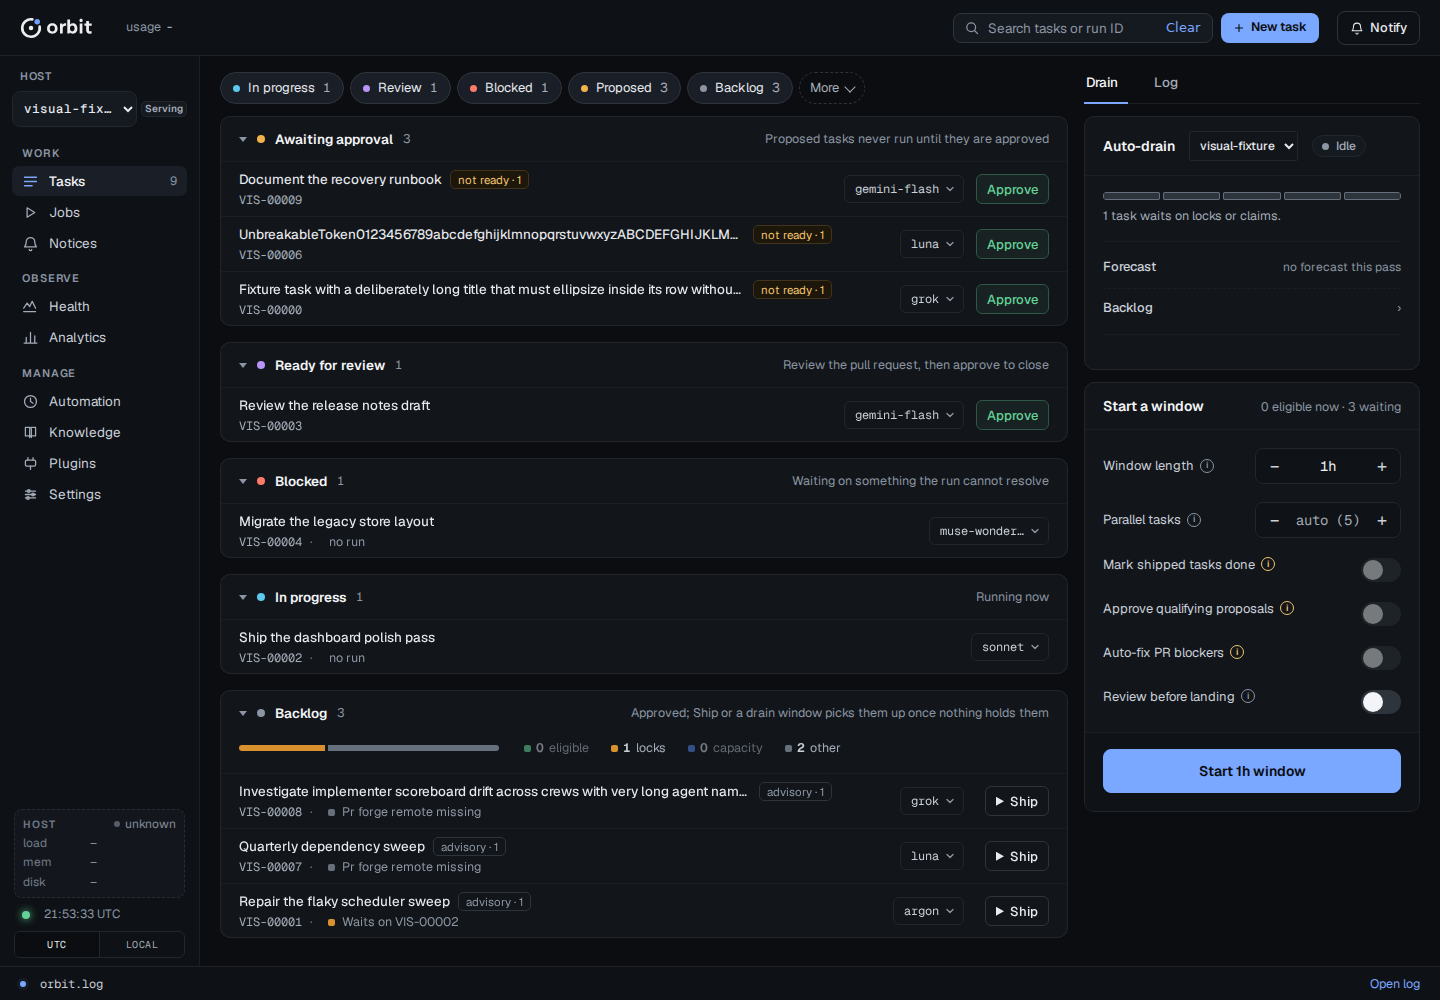 orbit
usage –
Search tasks or run ID
Clear
+ New task
Notify
HOST
visual-fix…
Serving
WORK
Tasks 9
Jobs
Notices
OBSERVE
Health
Analytics
MANAGE
Automation
Knowledge
Plugins
Settings
HOST unknown
load –
mem –
disk –
21:53:33 UTC
UTC LOCAL
In progress 1
Review 1
Blocked 1
Proposed 3
Backlog 3
More
Awaiting approval 3
Proposed tasks never run until they are approved
Document the recovery runbook not ready · 1
VIS-00009
gemini-flash
Approve
UnbreakableToken0123456789abcdefghijklmnopqrstuvwxyzABCDEFGHIJKLM… not ready · 1
VIS-00006
luna
Approve
Fixture task with a deliberately long title that must ellipsize inside its row withou… not ready · 1
VIS-00000
grok
Approve
Ready for review 1
Review the pull request, then approve to close
Review the release notes draft
VIS-00003
gemini-flash
Approve
Blocked 1
Waiting on something the run cannot resolve
Migrate the legacy store layout
VIS-00004 · no run
muse-wonder…
In progress 1
Running now
Ship the dashboard polish pass
VIS-00002 · no run
sonnet
Backlog 3
Approved; Ship or a drain window picks them up once nothing holds them
0 eligible 1 locks 0 capacity 2 other
Investigate implementer scoreboard drift across crews with very long agent nam… advisory · 1
VIS-00008 · Pr forge remote missing
grok
Ship
Quarterly dependency sweep advisory · 1
VIS-00007 · Pr forge remote missing
luna
Ship
Repair the flaky scheduler sweep advisory · 1
VIS-00001 · Waits on VIS-00002
argon
Ship
Drain Log
Auto-drain visual-fixture Idle
1 task waits on locks or claims.
Forecast no forecast this pass
Backlog ›
Start a window 0 eligible now · 3 waiting
Window length − 1h +
Parallel tasks − auto (5) +
Mark shipped tasks done
Approve qualifying proposals
Auto-fix PR blockers
Review before landing
Start 1h window
orbit.log
Open log